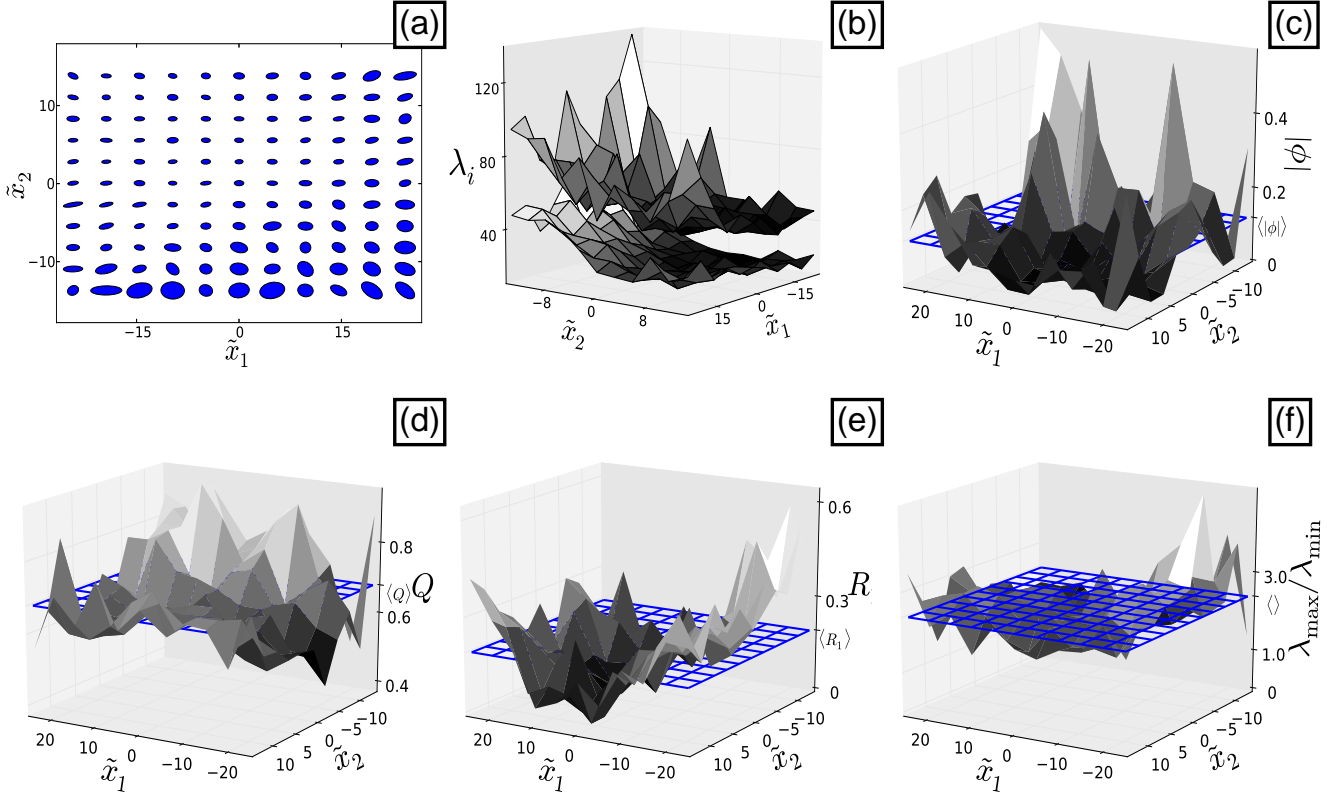 (a)
10
0
−10
−15
0
15
x̃₂
x̃₁
(b)
120
80
40
λᵢ
−8
0
8
x̃₂
15
0
−15
x̃₁
(c)
0.4
0.2
0
|ϕ|
⟨|ϕ|⟩
20
10
0
−10
−20
x̃₁
10
5
0
−5
−10
x̃₂
(d)
0.8
0.6
0.4
⟨Q⟩
Q
20
10
0
−10
−20
x̃₁
10
5
0
−5
−10
x̃₂
(e)
0.6
0.3
0
R
⟨R₁⟩
20
10
0
−10
−20
x̃₁
10
5
0
−5
−10
x̃₂
(f)
3.0
⟨⟩
1.0
0
λmax/λmin
20
10
0
−10
−20
x̃₁
10
5
0
−5
−10
x̃₂